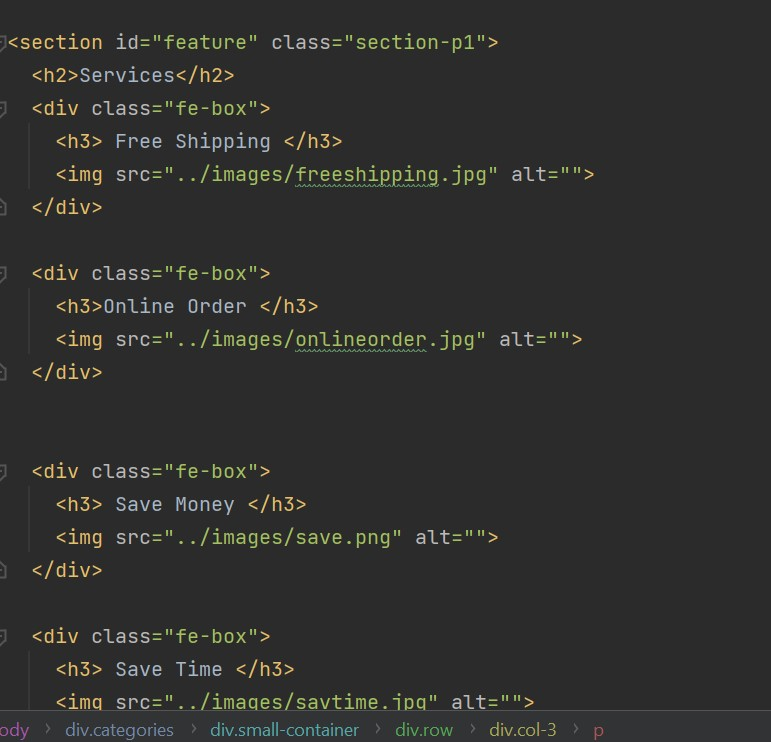 <section id="feature" class="section-p1">
<h2>Services</h2>
<div class="fe-box">
<h3> Free Shipping </h3>
<img src="../images/freeshipping.jpg" alt="">
</div>
<div class="fe-box">
<h3>Online Order </h3>
<img src="../images/onlineorder.jpg" alt="">
</div>
<div class="fe-box">
<h3> Save Money </h3>
<img src="../images/save.png" alt="">
</div>
<div class="fe-box">
<h3> Save Time </h3>
<img src="../images/savtime.jpg" alt="">
ody > div.categories > div.small-container > div.row > div.col-3 > p